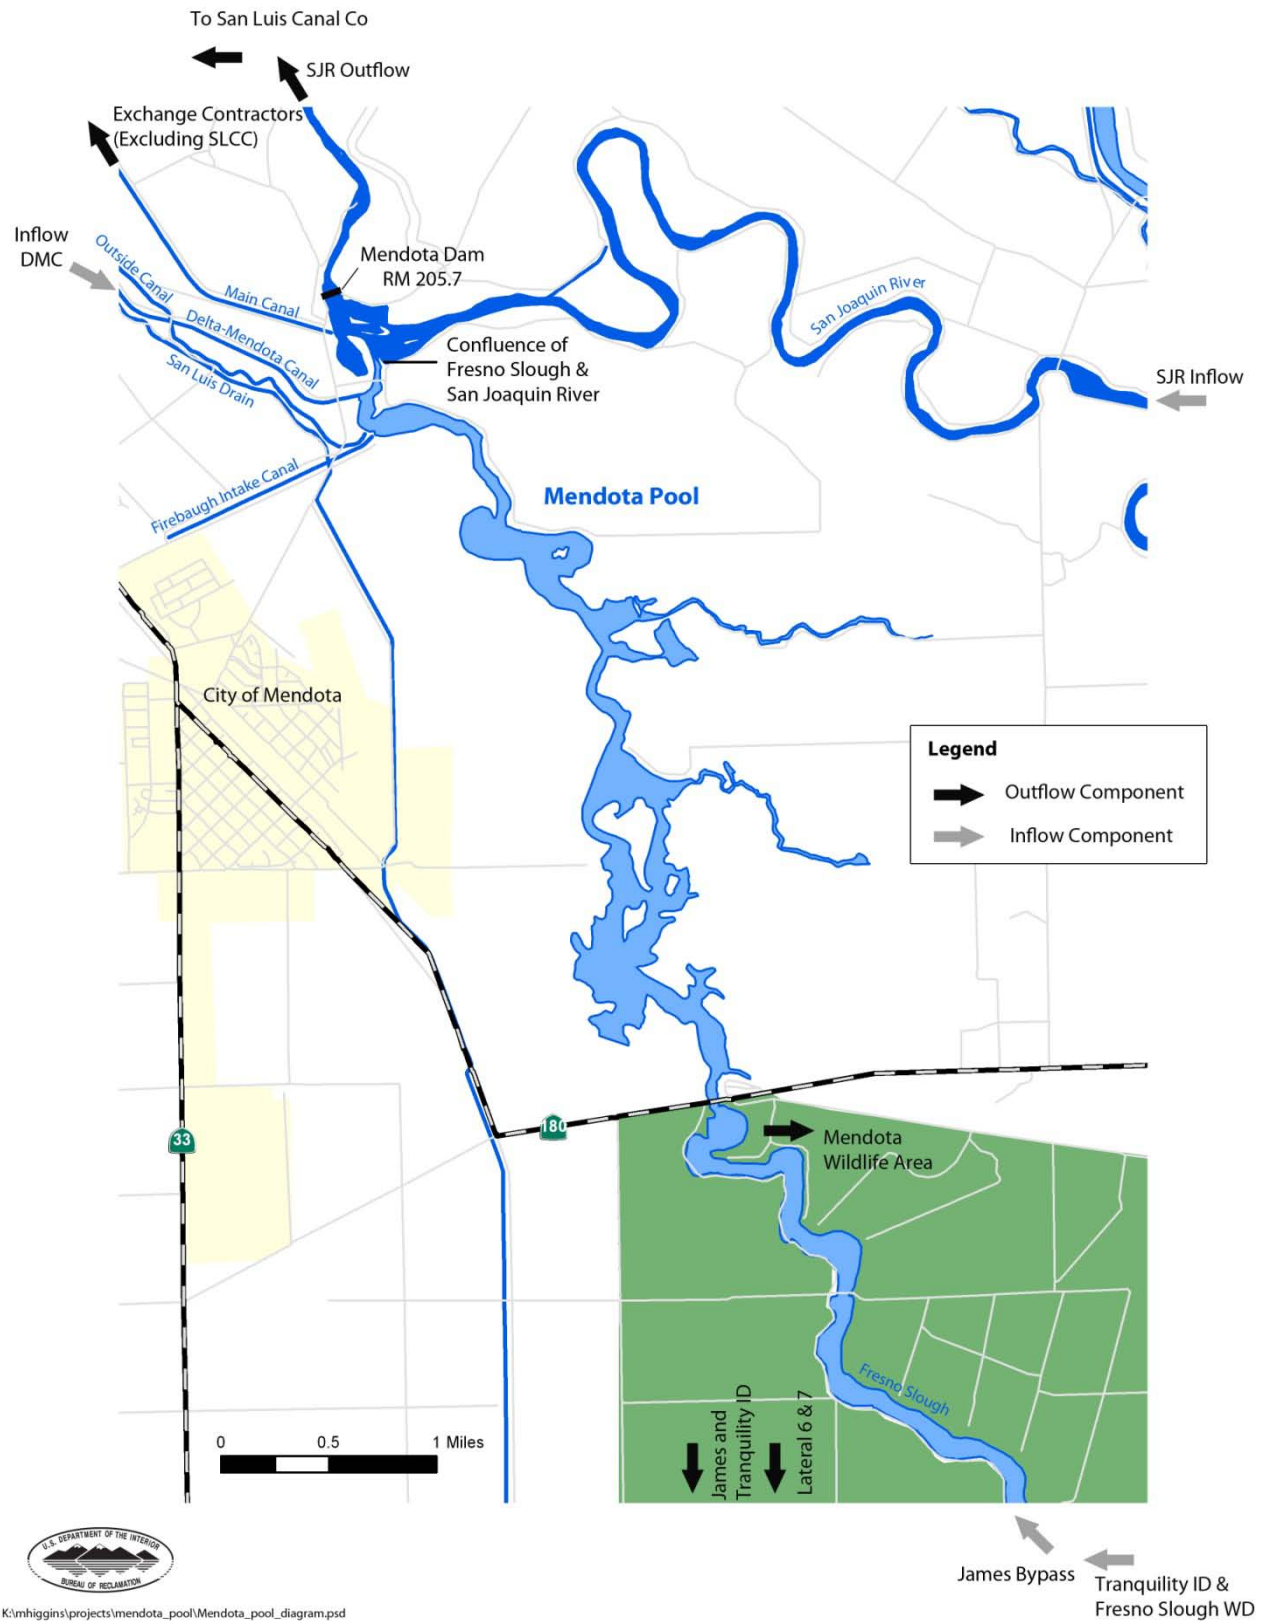 To San Luis Canal Co
SJR Outflow
Exchange Contractors
(Excluding SLCC)
Inflow
DMC
Outside Canal
Main Canal
Delta-Mendota Canal
San Luis Drain
Firebaugh Intake Canal
Mendota Dam
RM 205.7
San Joaquin River
Confluence of
Fresno Slough &
San Joaquin River
SJR Inflow
Mendota Pool
City of Mendota
Legend
Outflow Component
Inflow Component
33
180
Mendota
Wildlife Area
Fresno Slough
James and
Tranquility ID
Lateral 6 & 7
0 0.5 1 Miles
James Bypass
Tranquility ID &
Fresno Slough WD
U.S. DEPARTMENT OF THE INTERIOR
BUREAU OF RECLAMATION
K:\mhiggins\projects\mendota_pool\Mendota_pool_diagram.psd